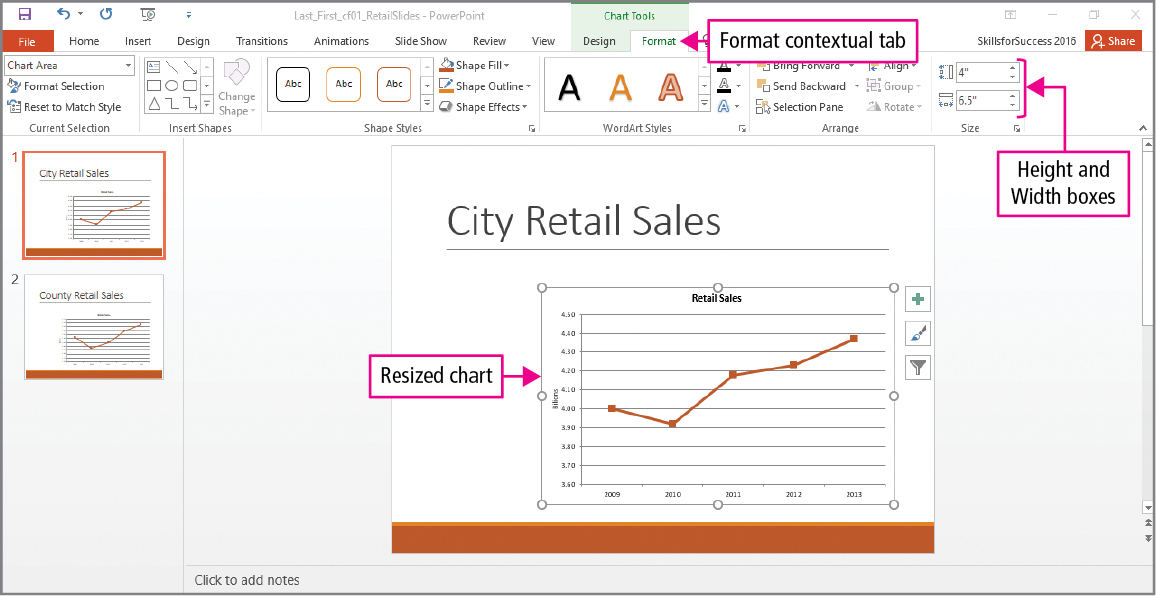 Last_First_cf01_RetailSlides - PowerPoint
Chart Tools
File
Home
Insert
Design
Transitions
Animations
Slide Show
Review
View
Design
Format
Format contextual tab
SkillsforSuccess 2016
Share
Chart Area
Format Selection
Reset to Match Style
Current Selection
Change
Shape
Insert Shapes
Abc
Abc
Abc
Shape Fill
Shape Outline
Shape Effects
Shape Styles
A
A
A
A
A
A
WordArt Styles
Bring Forward
Send Backward
Selection Pane
Align
Group
Rotate
Arrange
4"
6.5"
Size
Height and
Width boxes
1
City Retail Sales
2
County Retail Sales
City Retail Sales
Retail Sales
4.50
4.40
4.30
4.20
4.10
4.00
3.90
3.80
3.70
3.60
Billions
2009
2010
2011
2012
2013
Resized chart
Click to add notes